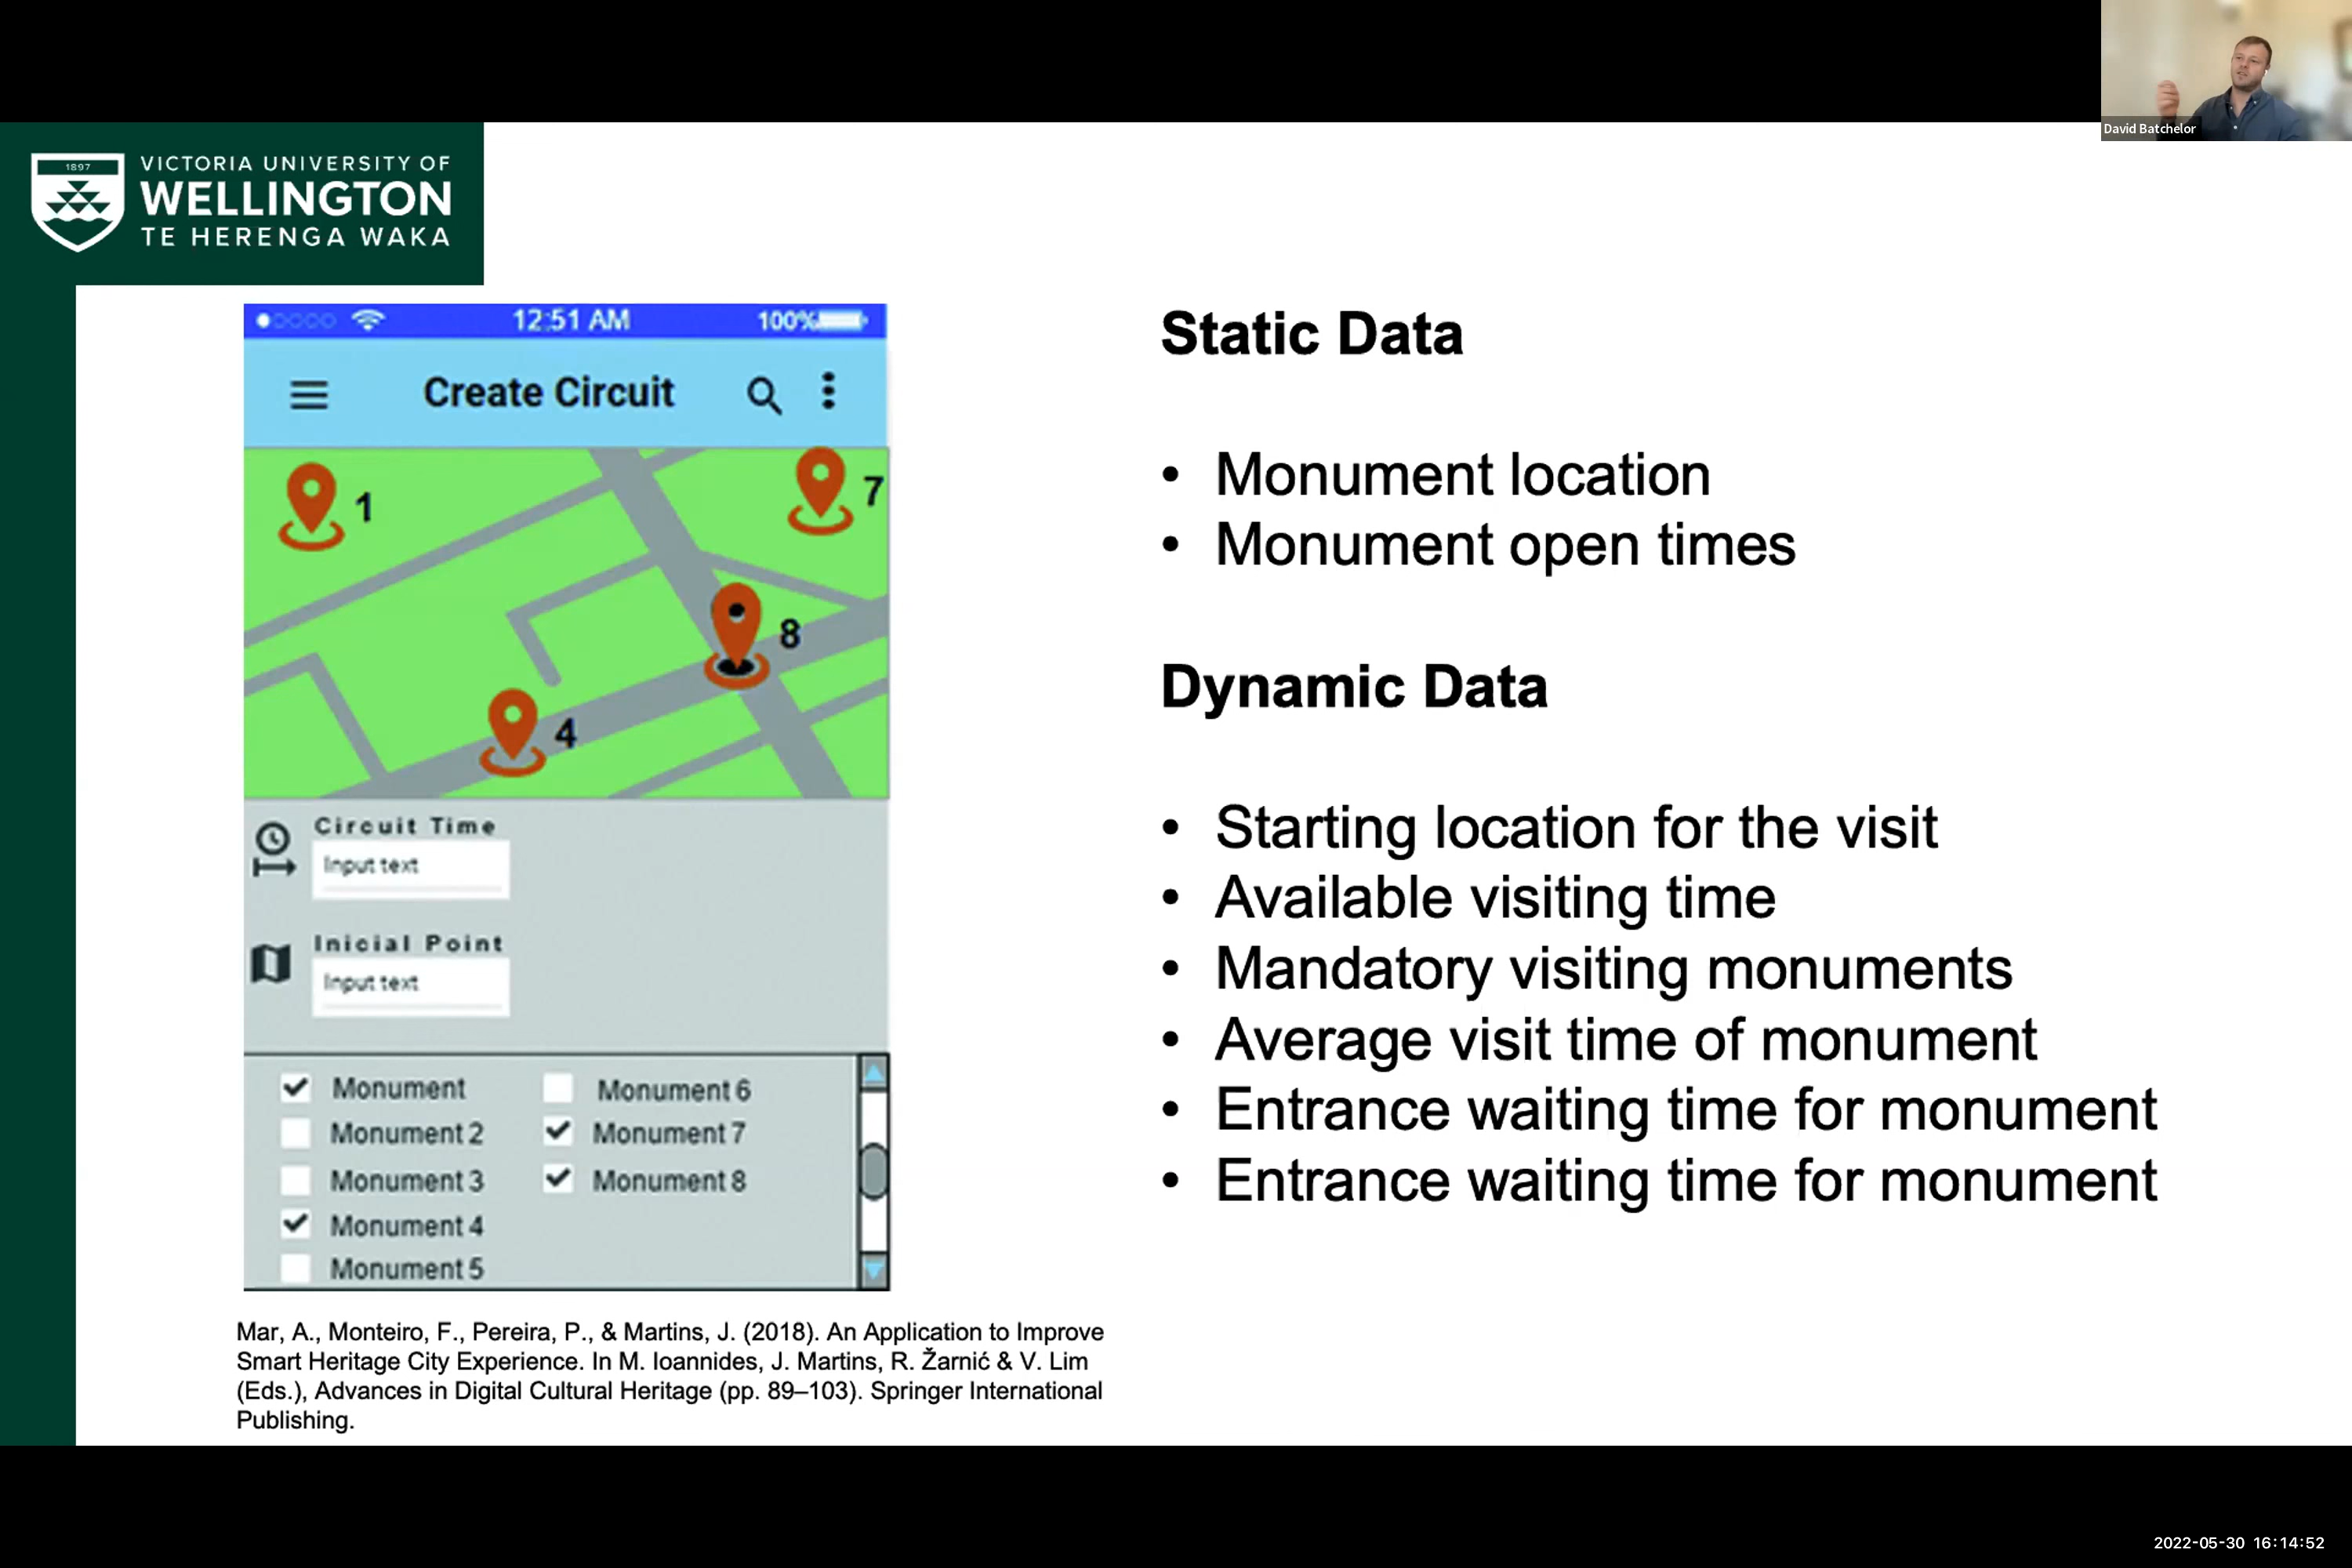 David Batchelor
1897
VICTORIA UNIVERSITY OF
WELLINGTON
TE HERENGA WAKA
12:51 AM
100%
Create Circuit
1
7
8
4
Circuit Time
Input text
Inicial Point
Input text
Monument
Monument 2
Monument 3
Monument 4
Monument 5
Monument 6
Monument 7
Monument 8
Mar, A., Monteiro, F., Pereira, P., & Martins, J. (2018). An Application to Improve
Smart Heritage City Experience. In M. Ioannides, J. Martins, R. Žarnić & V. Lim
(Eds.), Advances in Digital Cultural Heritage (pp. 89–103). Springer International
Publishing.
Static Data
• Monument location
• Monument open times
Dynamic Data
• Starting location for the visit
• Available visiting time
• Mandatory visiting monuments
• Average visit time of monument
• Entrance waiting time for monument
• Entrance waiting time for monument
2022-05-30 16:14:52